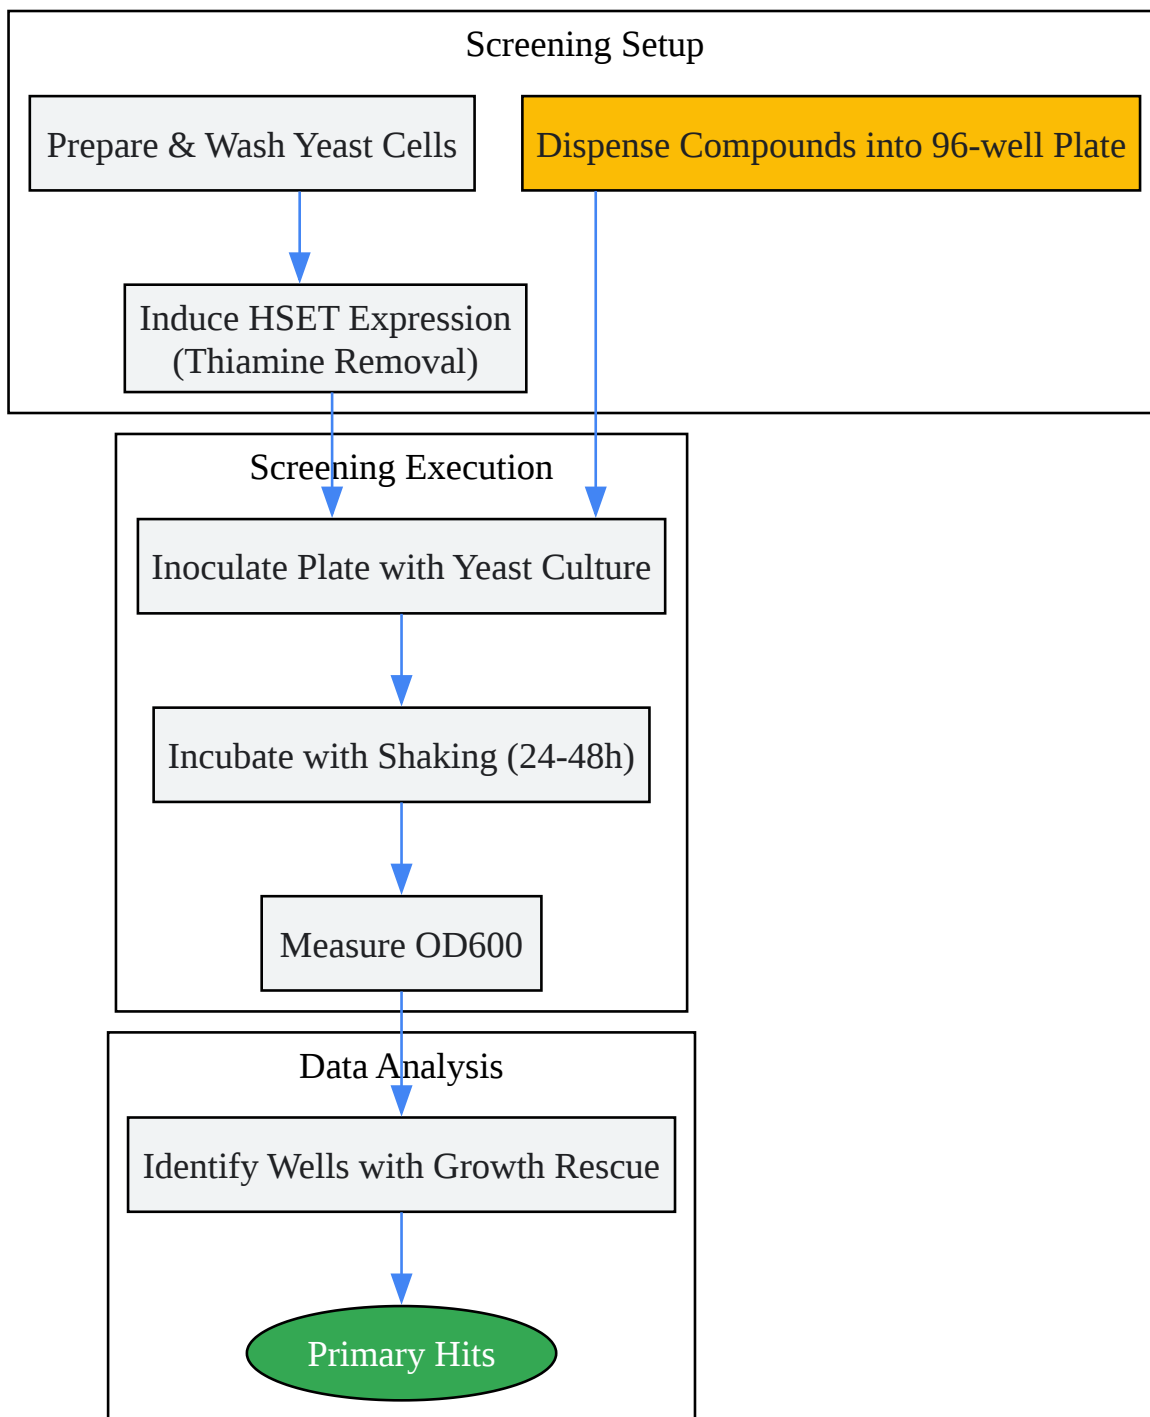 Screening Setup
Prepare & Wash Yeast Cells
Dispense Compounds into 96-well Plate
Induce HSET Expression
(Thiamine Removal)
Screening Execution
Inoculate Plate with Yeast Culture
Incubate with Shaking (24-48h)
Measure OD600
Data Analysis
Identify Wells with Growth Rescue
Primary Hits